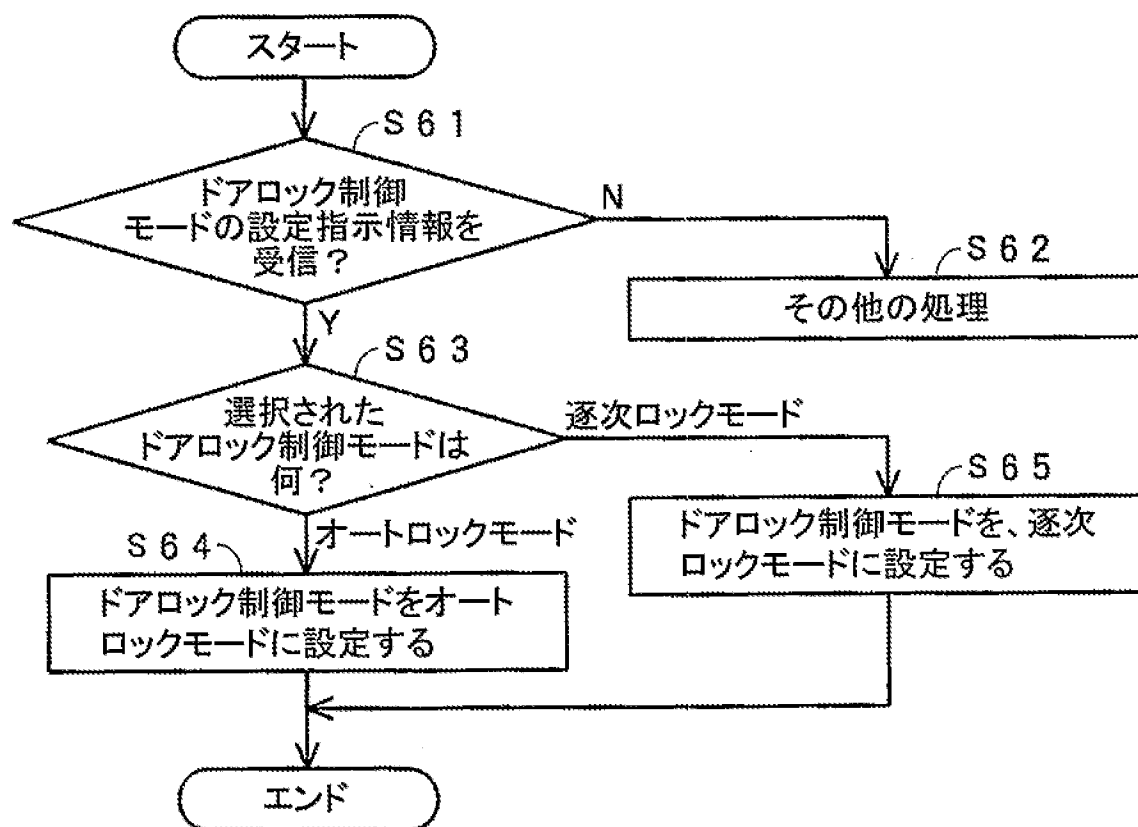 スタート
S61
ドアロック制御
モードの設定指示情報を
受信？
N
S62
その他の処理
Y
S63
選択された
ドアロック制御モードは
何？
逐次ロックモード
S65
ドアロック制御モードを、逐次
ロックモードに設定する
オートロックモード
S64
ドアロック制御モードをオート
ロックモードに設定する
エンド